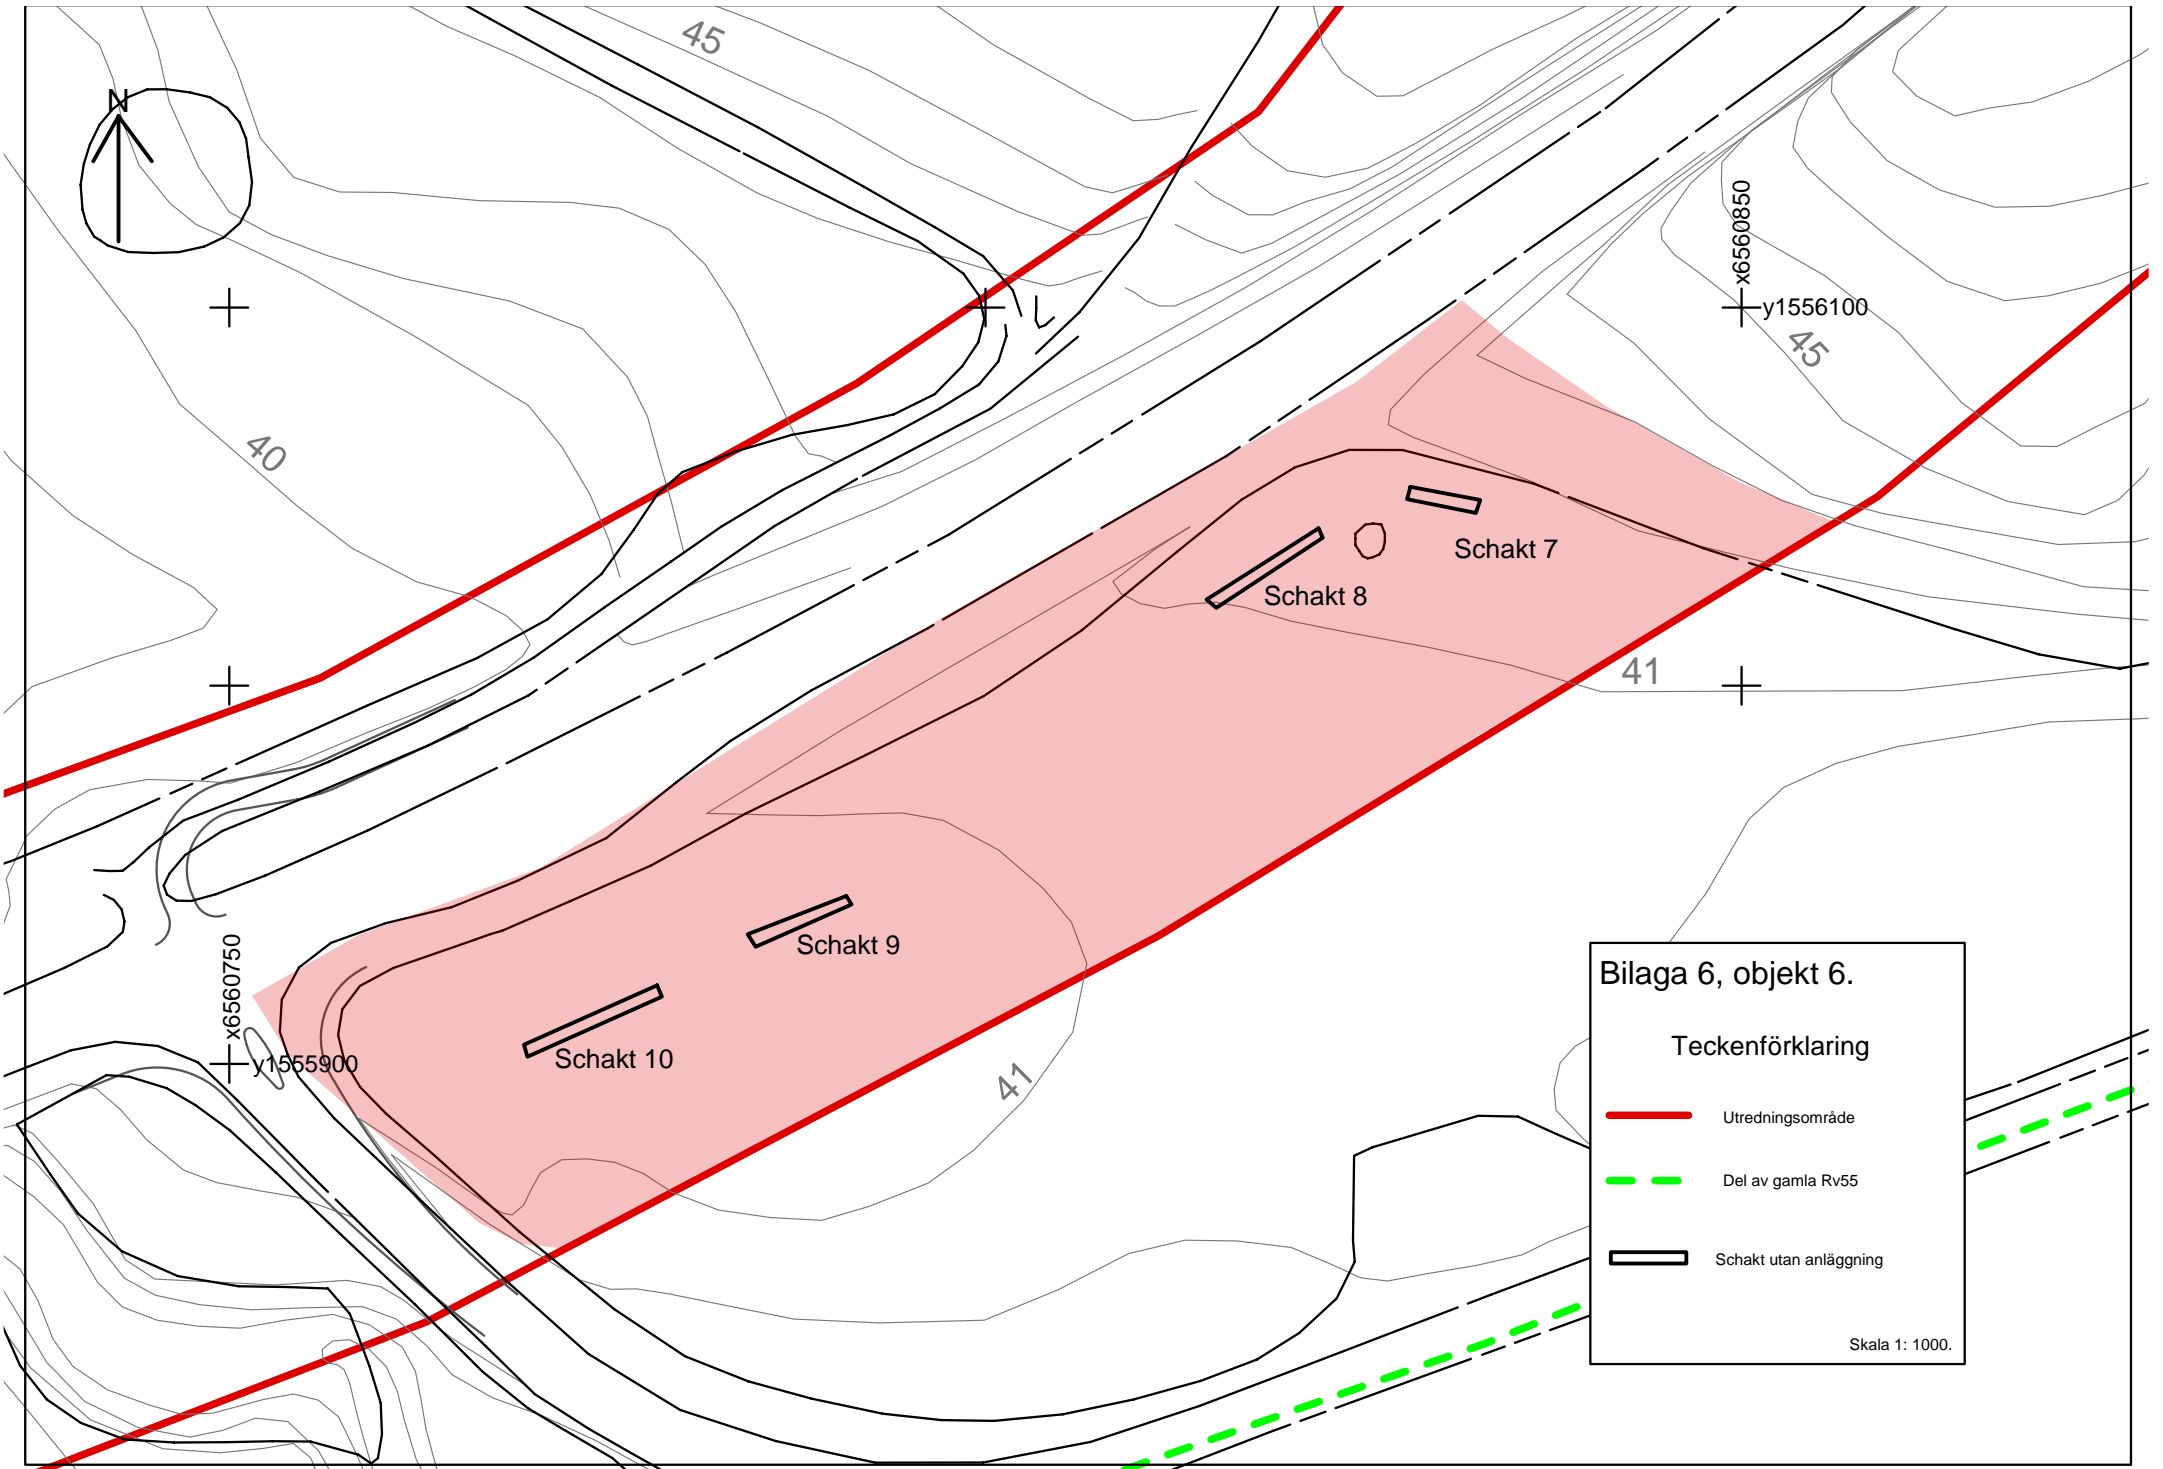 45
N
x6560850
y1556100
45
40
Schakt 7
Schakt 8
41
Schakt 9
x6560750
y1555900
Schakt 10
41
Bilaga 6, objekt 6.
Teckenförklaring
Utredningsområde
Del av gamla Rv55
Schakt utan anläggning
Skala 1: 1000.